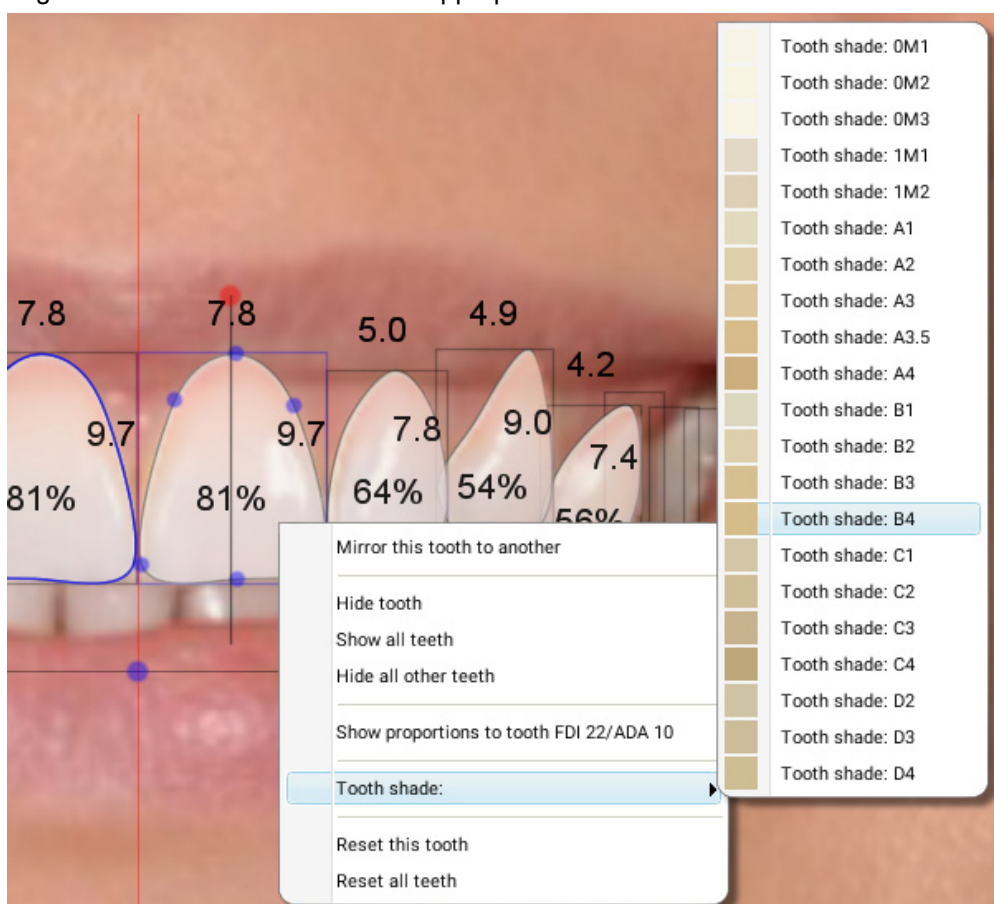 Tooth shade: 0M1
Tooth shade: 0M2
Tooth shade: 0M3
Tooth shade: 1M1
Tooth shade: 1M2
Tooth shade: A1
Tooth shade: A2
Tooth shade: A3
Tooth shade: A3.5
Tooth shade: A4
Tooth shade: B1
Tooth shade: B2
Tooth shade: B3
Tooth shade: B4
Tooth shade: C1
Tooth shade: C2
Tooth shade: C3
Tooth shade: C4
Tooth shade: D2
Tooth shade: D3
Tooth shade: D4
7.8 7.8 5.0 4.9
4.2
9.7 9.7 7.8 9.0
7.4
81% 81% 64% 54%
56%
Mirror this tooth to another
Hide tooth
Show all teeth
Hide all other teeth
Show proportions to tooth FDI 22/ADA 10
Tooth shade:
Reset this tooth
Reset all teeth